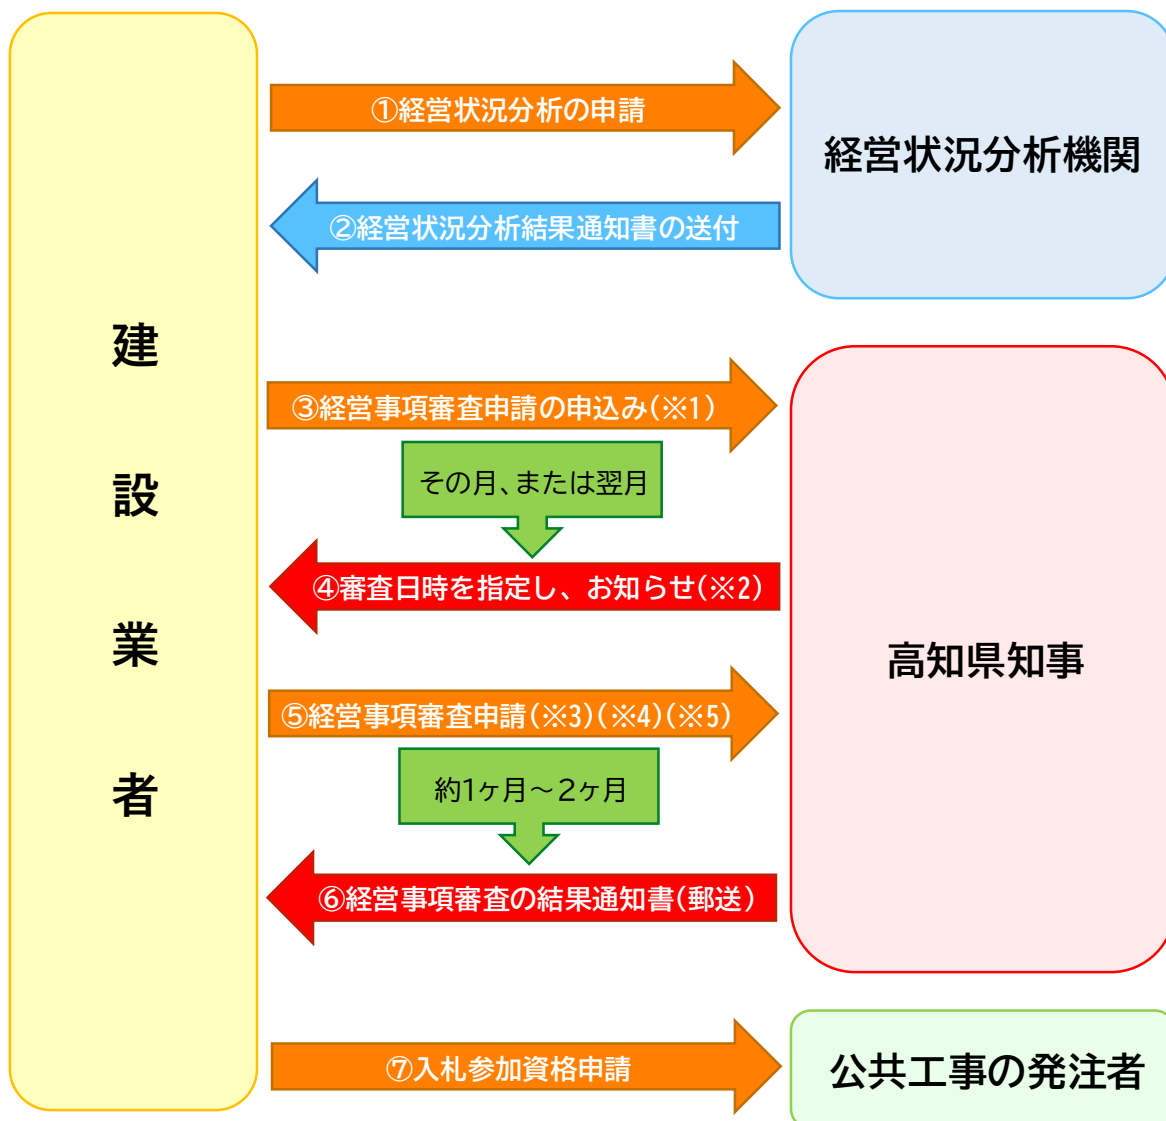 ①経営状況分析の申請
経営状況分析機関
②経営状況分析結果通知書の送付
建設業者
③経営事項審査申請の申込み(※1)
その月、または翌月
④審査日時を指定し、お知らせ(※2)
高知県知事
⑤経営事項審査申請(※3)(※4)(※5)
約1ヶ月～2ヶ月
⑥経営事項審査の結果通知書(郵送)
⑦入札参加資格申請
公共工事の発注者